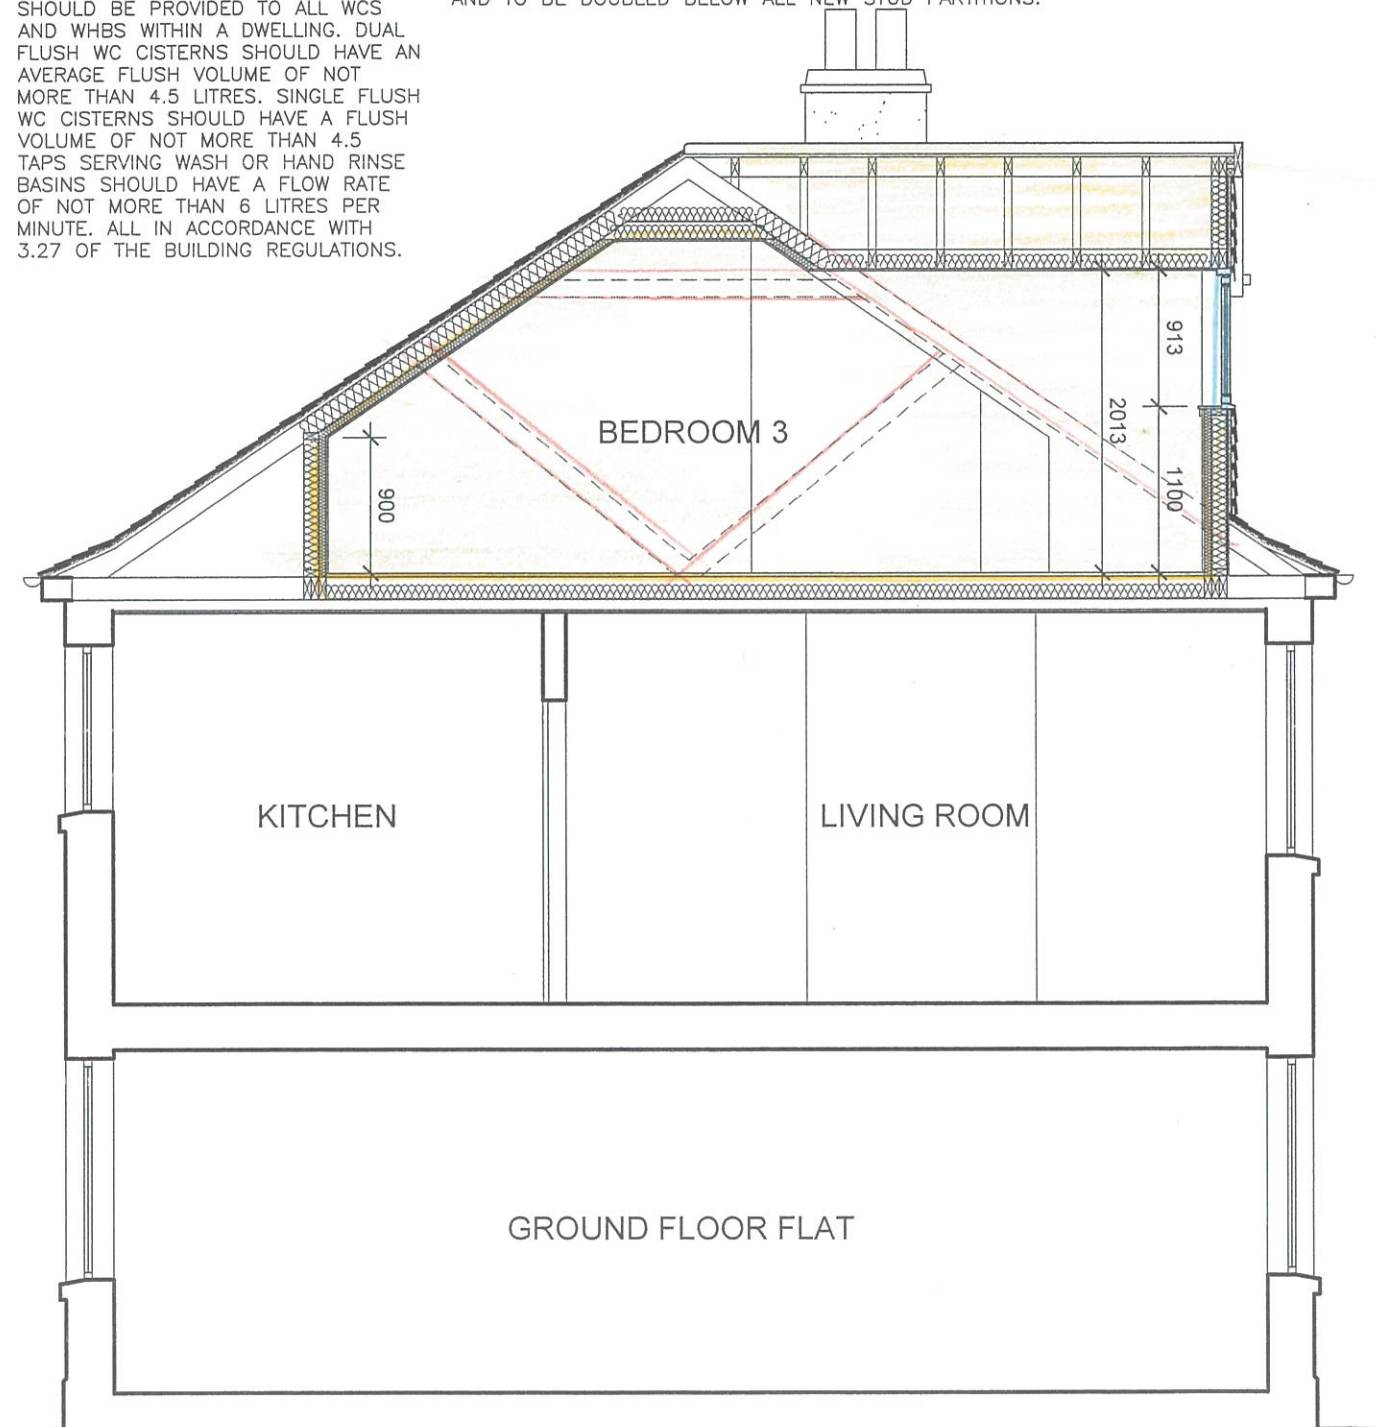 SHOULD BE PROVIDED TO ALL WCS
AND WHBS WITHIN A DWELLING. DUAL
FLUSH WC CISTERNS SHOULD HAVE AN
AVERAGE FLUSH VOLUME OF NOT
MORE THAN 4.5 LITRES. SINGLE FLUSH
WC CISTERNS SHOULD HAVE A FLUSH
VOLUME OF NOT MORE THAN 4.5
TAPS SERVING WASH OR HAND RINSE
BASINS SHOULD HAVE A FLOW RATE
OF NOT MORE THAN 6 LITRES PER
MINUTE. ALL IN ACCORDANCE WITH
3.27 OF THE BUILDING REGULATIONS.
AND TO BE DOUBLED BELOW ALL NEW STUD PARTITIONS.
913
2013
BEDROOM 3
900
1100
KITCHEN
LIVING ROOM
GROUND FLOOR FLAT